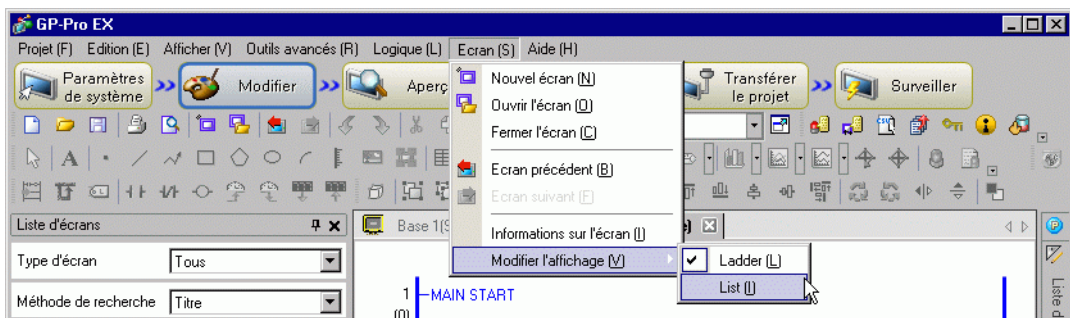 GP-Pro EX
Projet (F) Edition (E) Afficher (V) Outils avancés (R) Logique (L) Ecran (S) Aide (H)
Paramètres de système
Modifier
Transférer le projet
Surveiller
Nouvel écran (N)
Ouvrir l'écran (O)
Fermer l'écran (C)
Ecran précédent (B)
Ecran suivant (F)
Informations sur l'écran (I)
Modifier l'affichage (V)
Ladder (L)
List (I)
Liste d'écrans
Type d'écran Tous
Méthode de recherche Titre
Base 1(S
1 MAIN START
(0)
Liste d